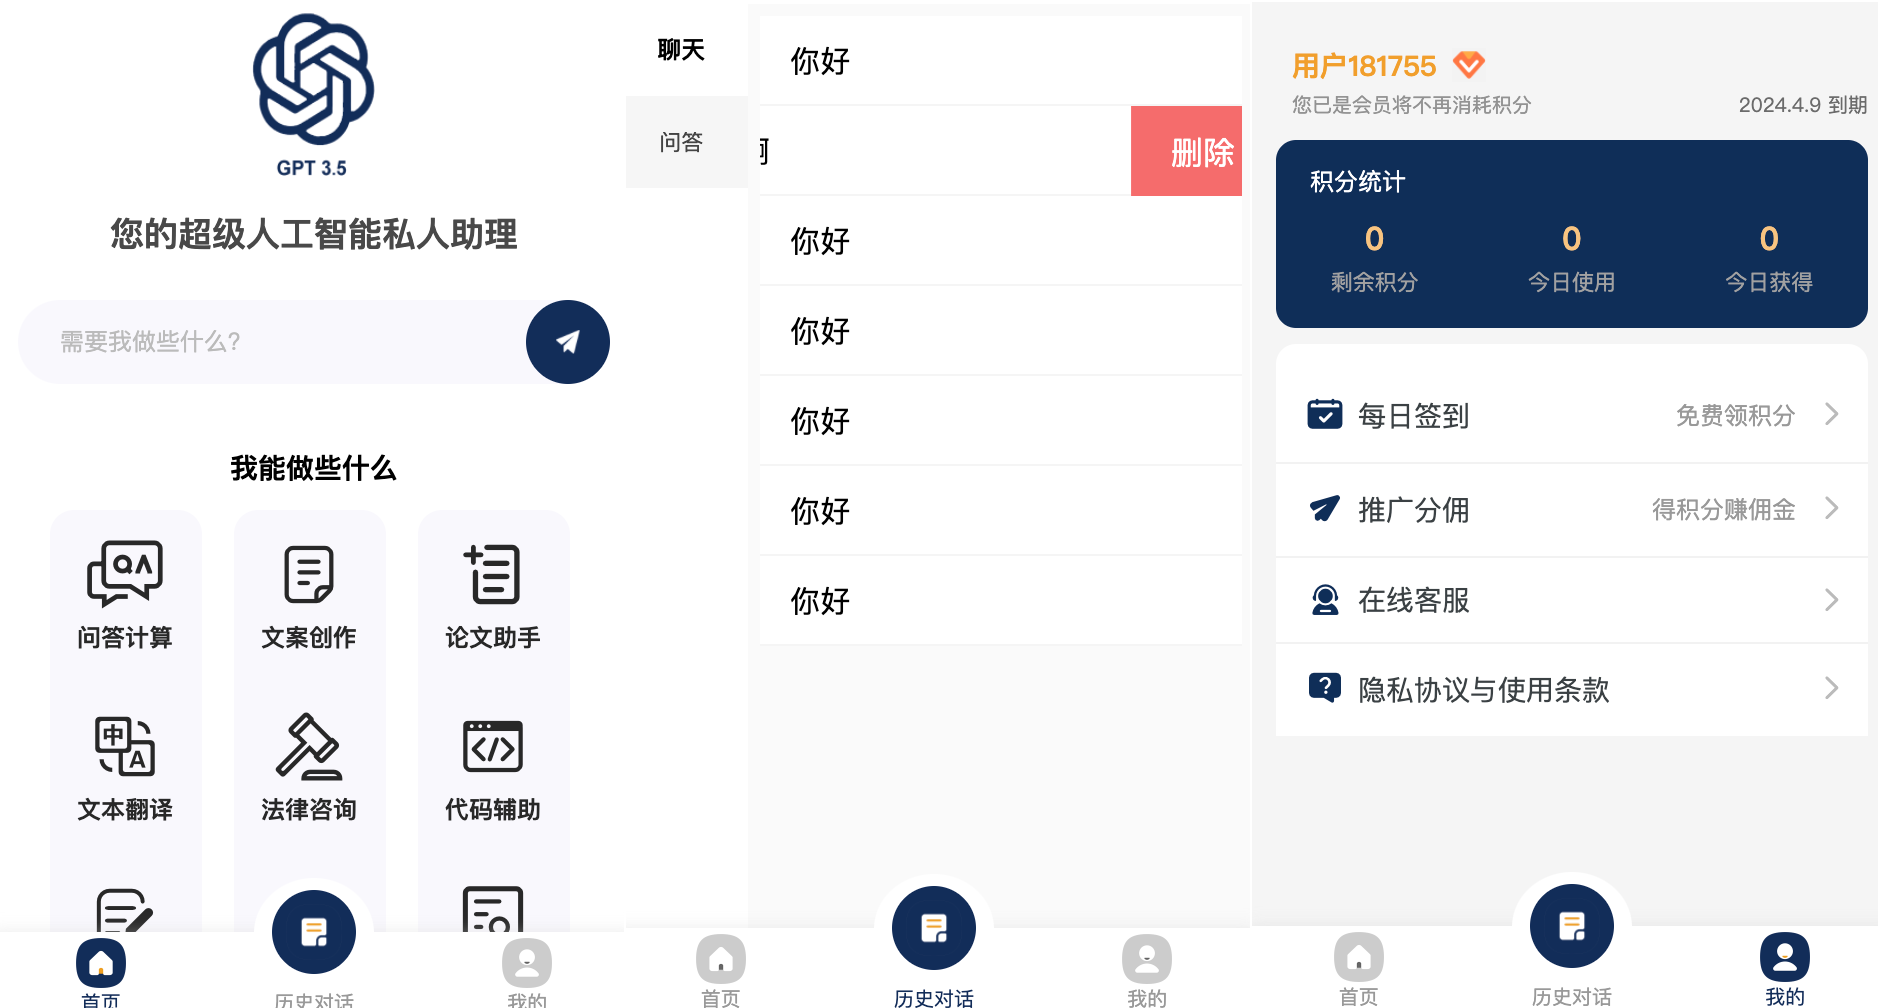 GPT 3.5
您的超级人工智能私人助理
需要我做些什么?
我能做些什么
问答计算
文案创作
论文助手
文本翻译
法律咨询
代码辅助
首页
历史对话
我的
聊天
问答
你好
删除
你好
你好
你好
你好
你好
首页
历史对话
我的
用户181755
您已是会员将不再消耗积分
2024.4.9 到期
积分统计
0
0
0
剩余积分
今日使用
今日获得
每日签到
免费领积分
推广分佣
得积分赚佣金
在线客服
隐私协议与使用条款
首页
历史对话
我的